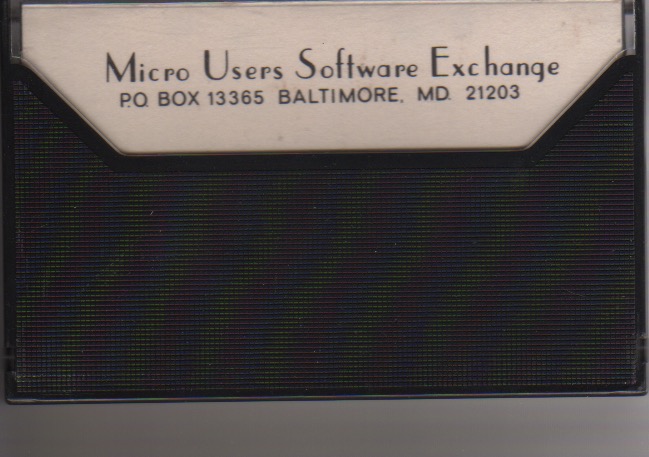 Micro Users Software Exchange
P.O. BOX 13365 BALTIMORE, MD. 21203